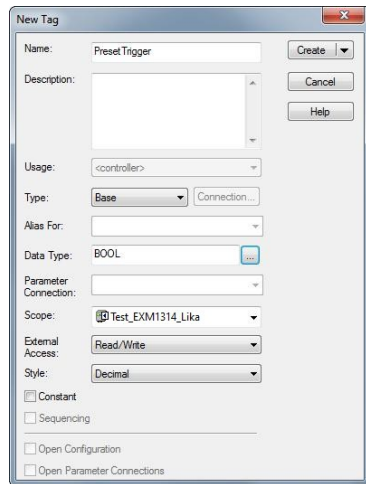 New Tag
Name: PresetTrigger Create
Description: Cancel
Help
Usage: <controller>
Type: Base Connection...
Alias For:
Data Type: BOOL ...
Parameter
Connection:
Scope: Test_EXM1314_Lika
External
Access: Read/Write
Style: Decimal
Constant
Sequencing
Open Configuration
Open Parameter Connections